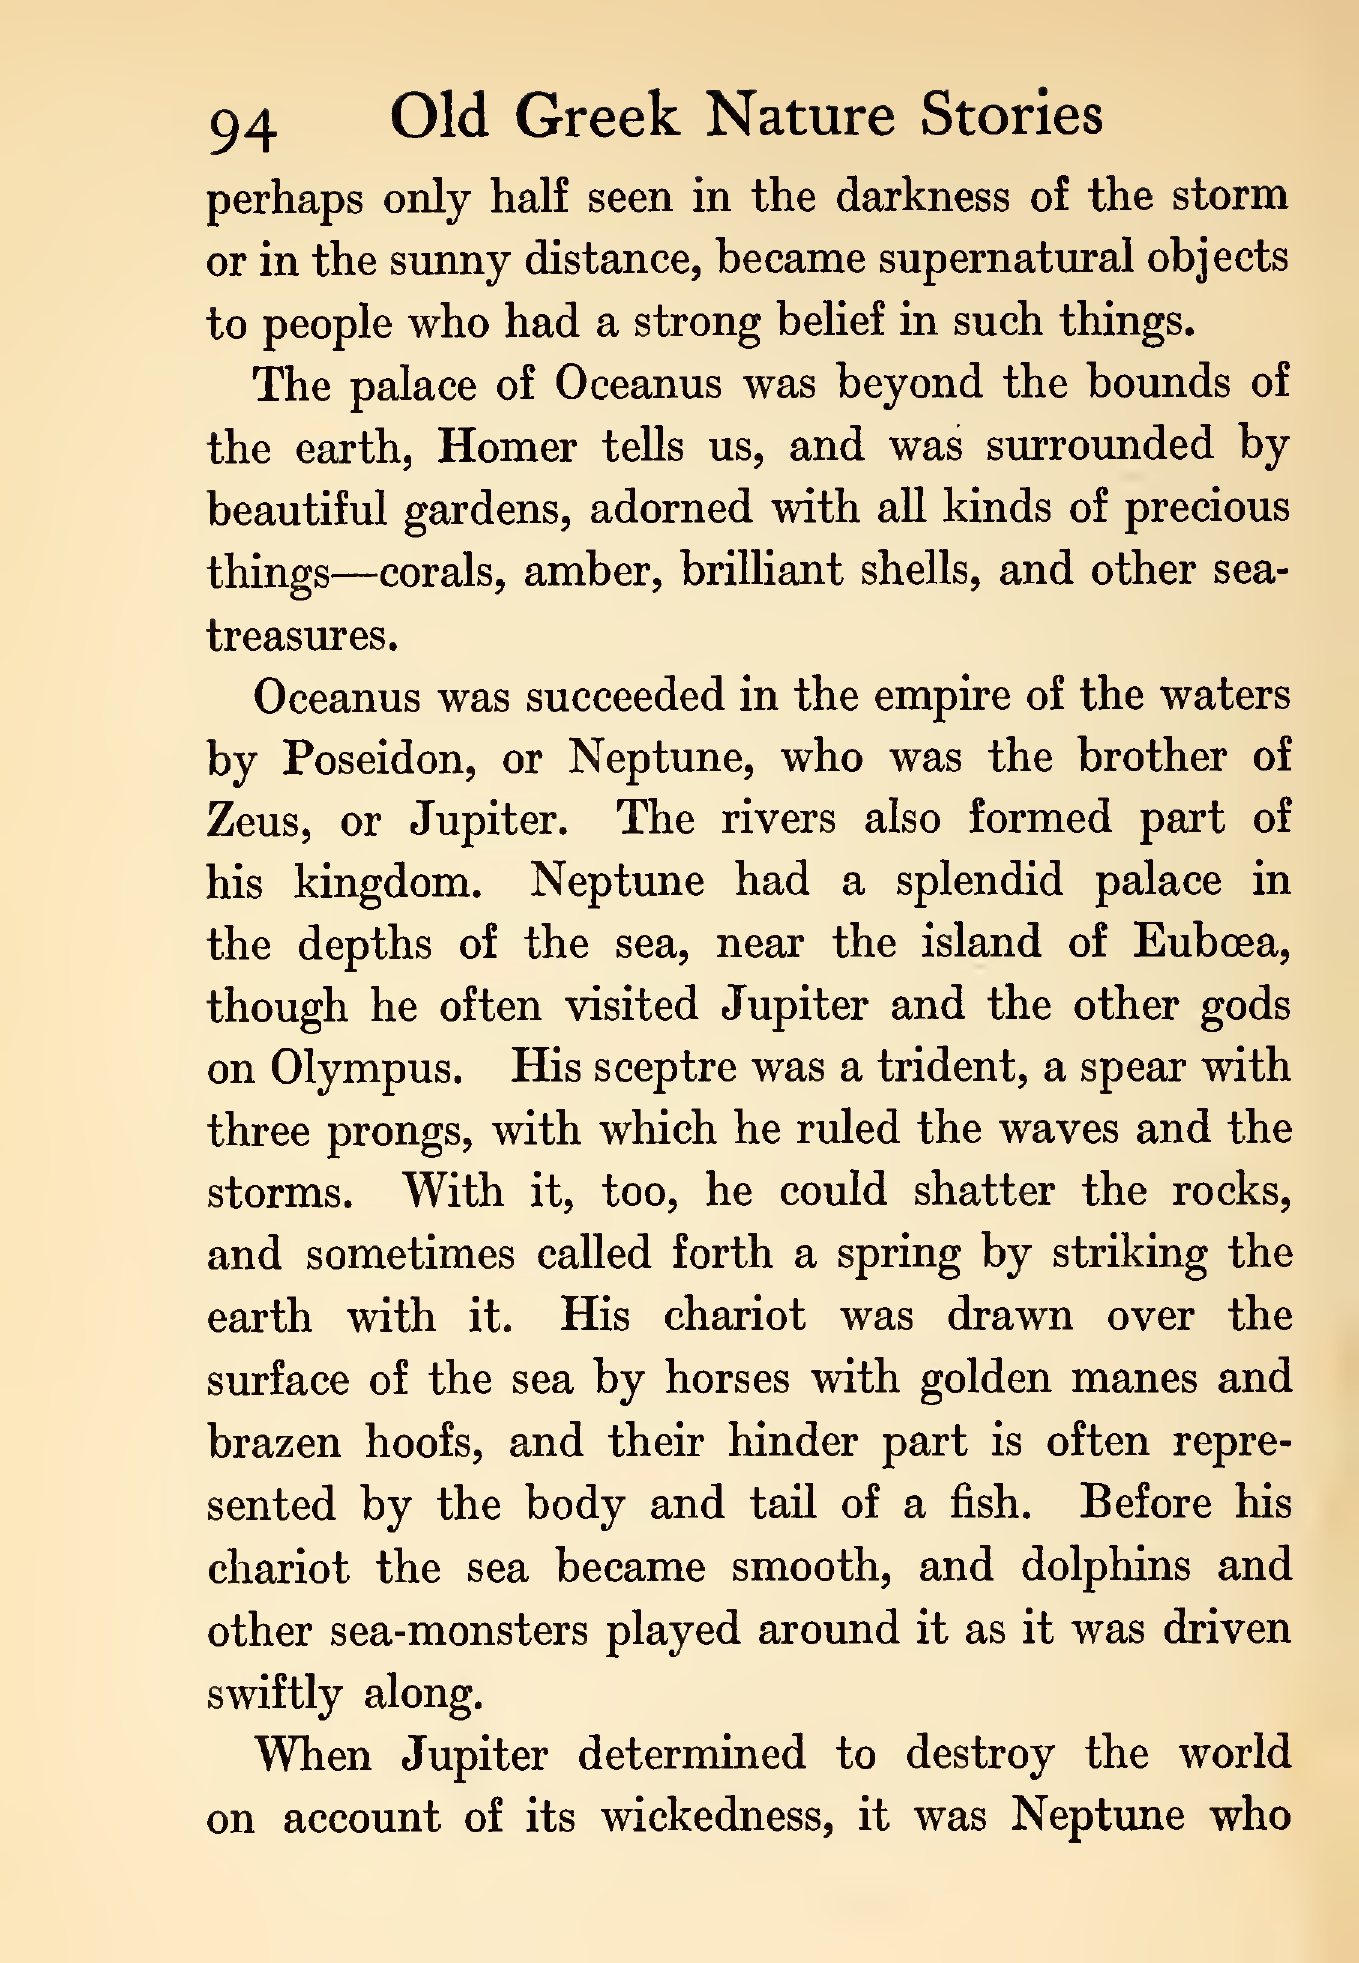 94 Old Greek Nature Stories
perhaps only half seen in the darkness of the storm
or in the sunny distance, became supernatural objects
to people who had a strong belief in such things.
The palace of Oceanus was beyond the bounds of
the earth, Homer tells us, and was surrounded by
beautiful gardens, adorned with all kinds of precious
things—corals, amber, brilliant shells, and other sea-
treasures.
Oceanus was succeeded in the empire of the waters
by Poseidon, or Neptune, who was the brother of
Zeus, or Jupiter. The rivers also formed part of
his kingdom. Neptune had a splendid palace in
the depths of the sea, near the island of Eubœa,
though he often visited Jupiter and the other gods
on Olympus. His sceptre was a trident, a spear with
three prongs, with which he ruled the waves and the
storms. With it, too, he could shatter the rocks,
and sometimes called forth a spring by striking the
earth with it. His chariot was drawn over the
surface of the sea by horses with golden manes and
brazen hoofs, and their hinder part is often repre-
sented by the body and tail of a fish. Before his
chariot the sea became smooth, and dolphins and
other sea-monsters played around it as it was driven
swiftly along.
When Jupiter determined to destroy the world
on account of its wickedness, it was Neptune who